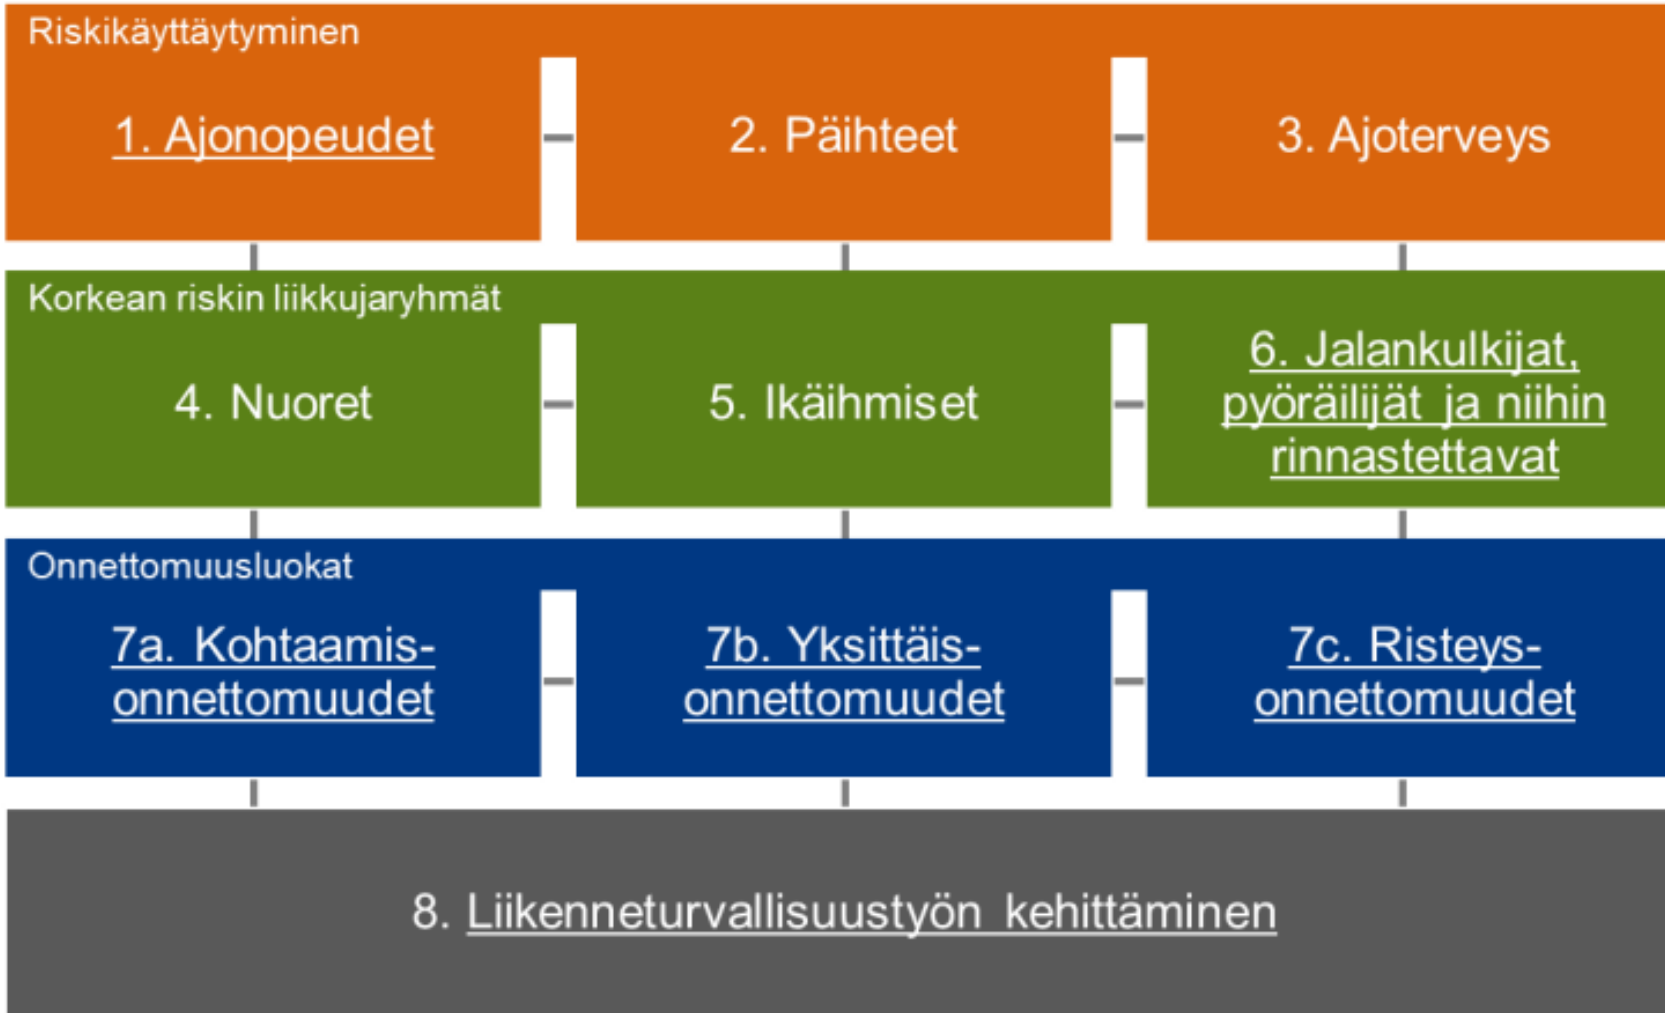 Riskikäyttäytyminen
1. Ajonopeudet
2. Päihteet
3. Ajoterveys
Korkean riskin liikkujaryhmät
4. Nuoret
5. Ikäihmiset
6. Jalankulkijat,
pyöräilijät ja niihin
rinnastettavat
Onnettomuusluokat
7a. Kohtaamis-
onnettomuudet
7b. Yksittäis-
onnettomuudet
7c. Risteys-
onnettomuudet
8. Liikenneturvallisuustyön kehittäminen